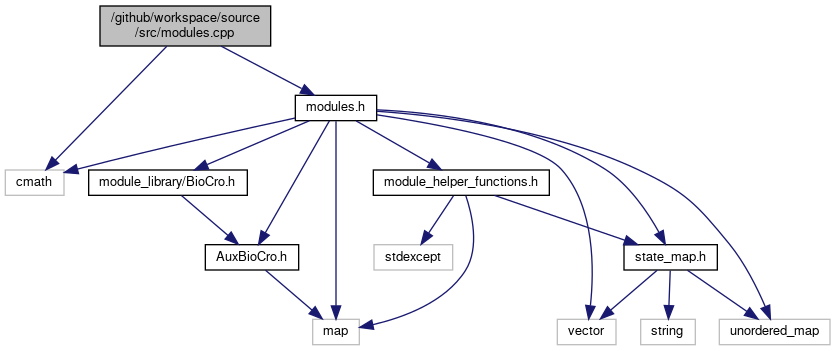 /github/workspace/source
/src/modules.cpp
modules.h
cmath
module_library/BioCro.h
module_helper_functions.h
AuxBioCro.h
stdexcept
state_map.h
map
vector
string
unordered_map